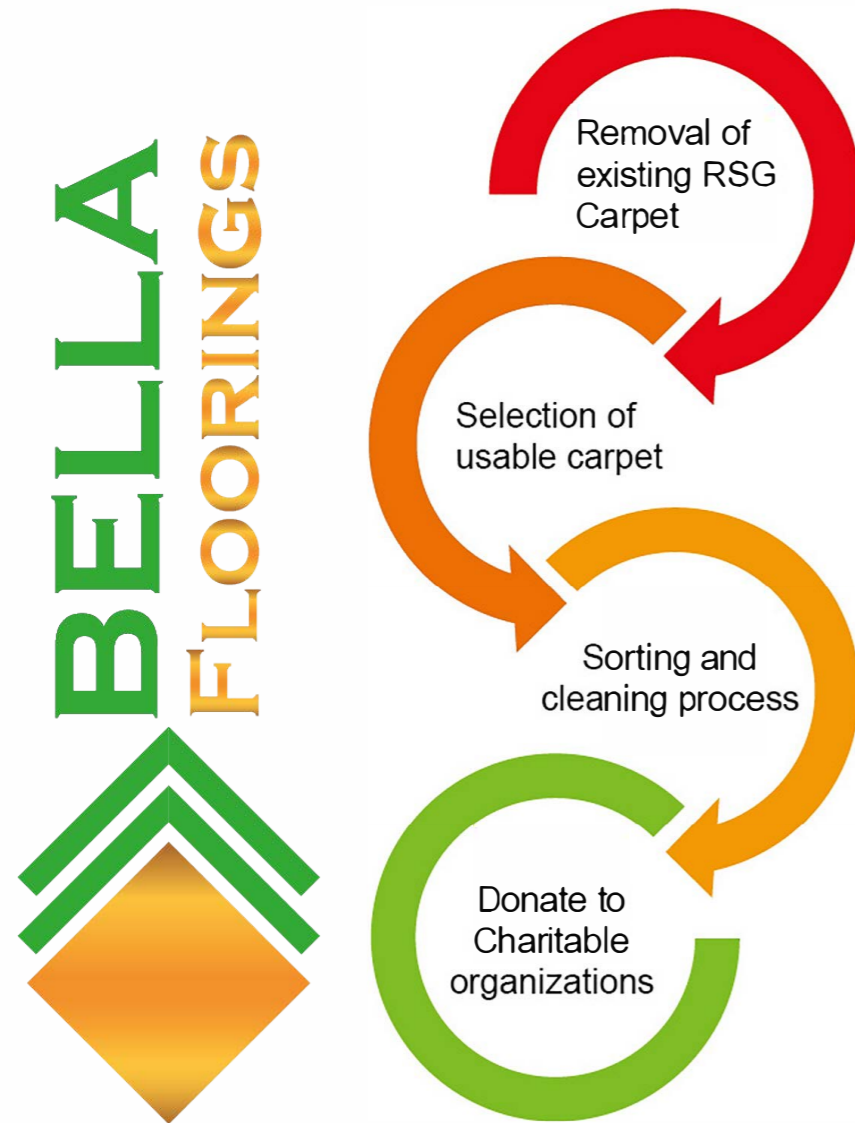 BELLA
FLOORINGS
Removal of
existing RSG
Carpet
Selection of
usable carpet
Sorting and
cleaning process
Donate to
Charitable
organizations